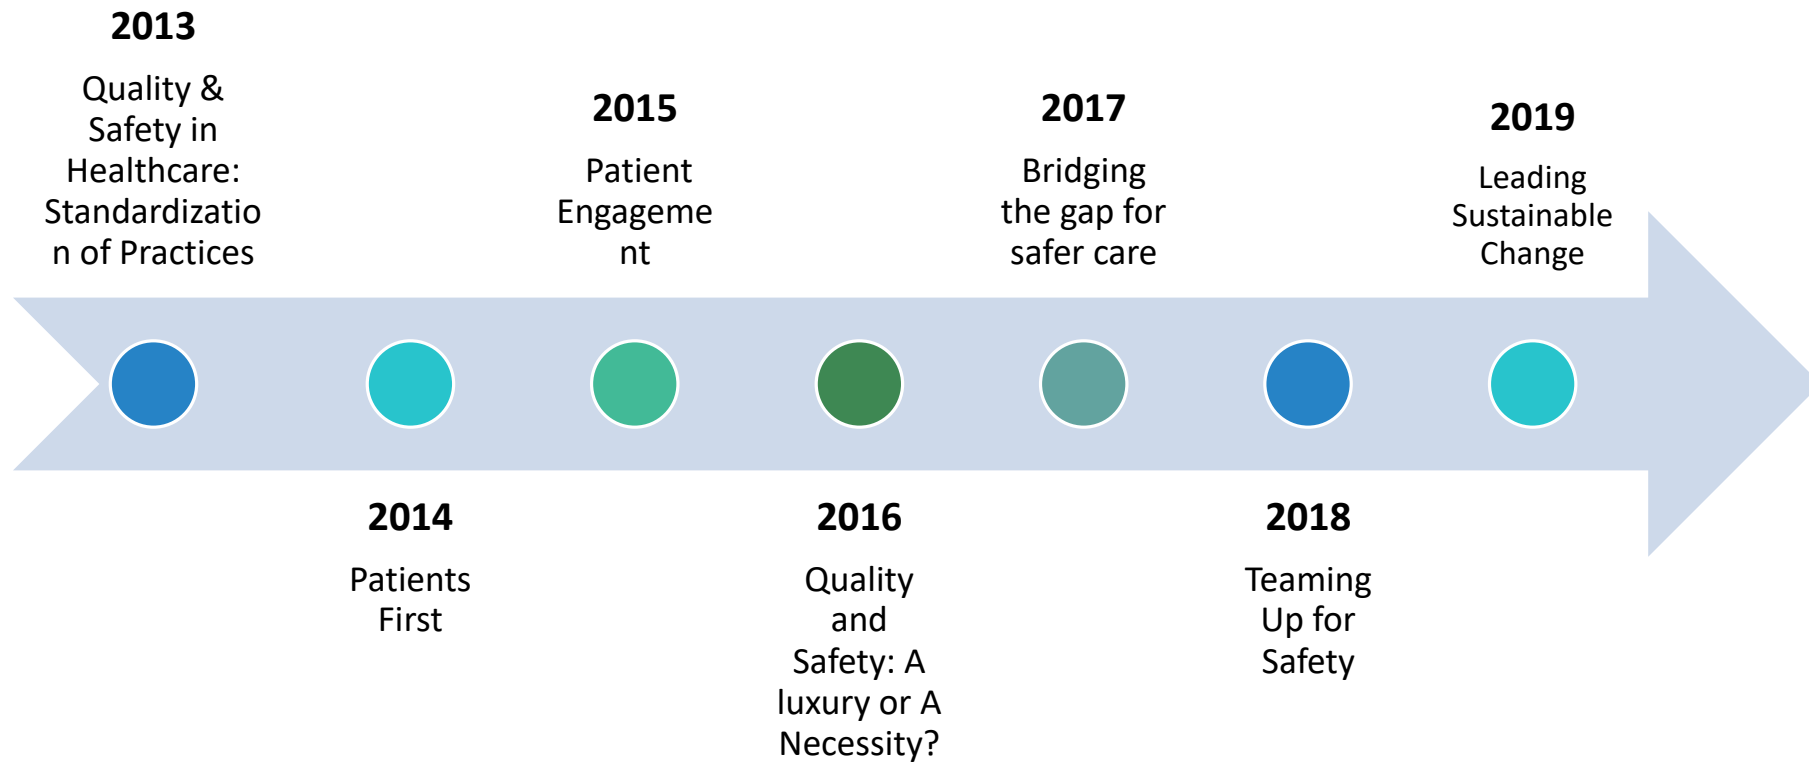 2013
Quality &
Safety in
Healthcare:
Standardizatio
n of Practices
2014
Patients
First
2015
Patient
Engageme
nt
2016
Quality
and
Safety: A
luxury or A
Necessity?
2017
Bridging
the gap for
safer care
2018
Teaming
Up for
Safety
2019
Leading
Sustainable
Change